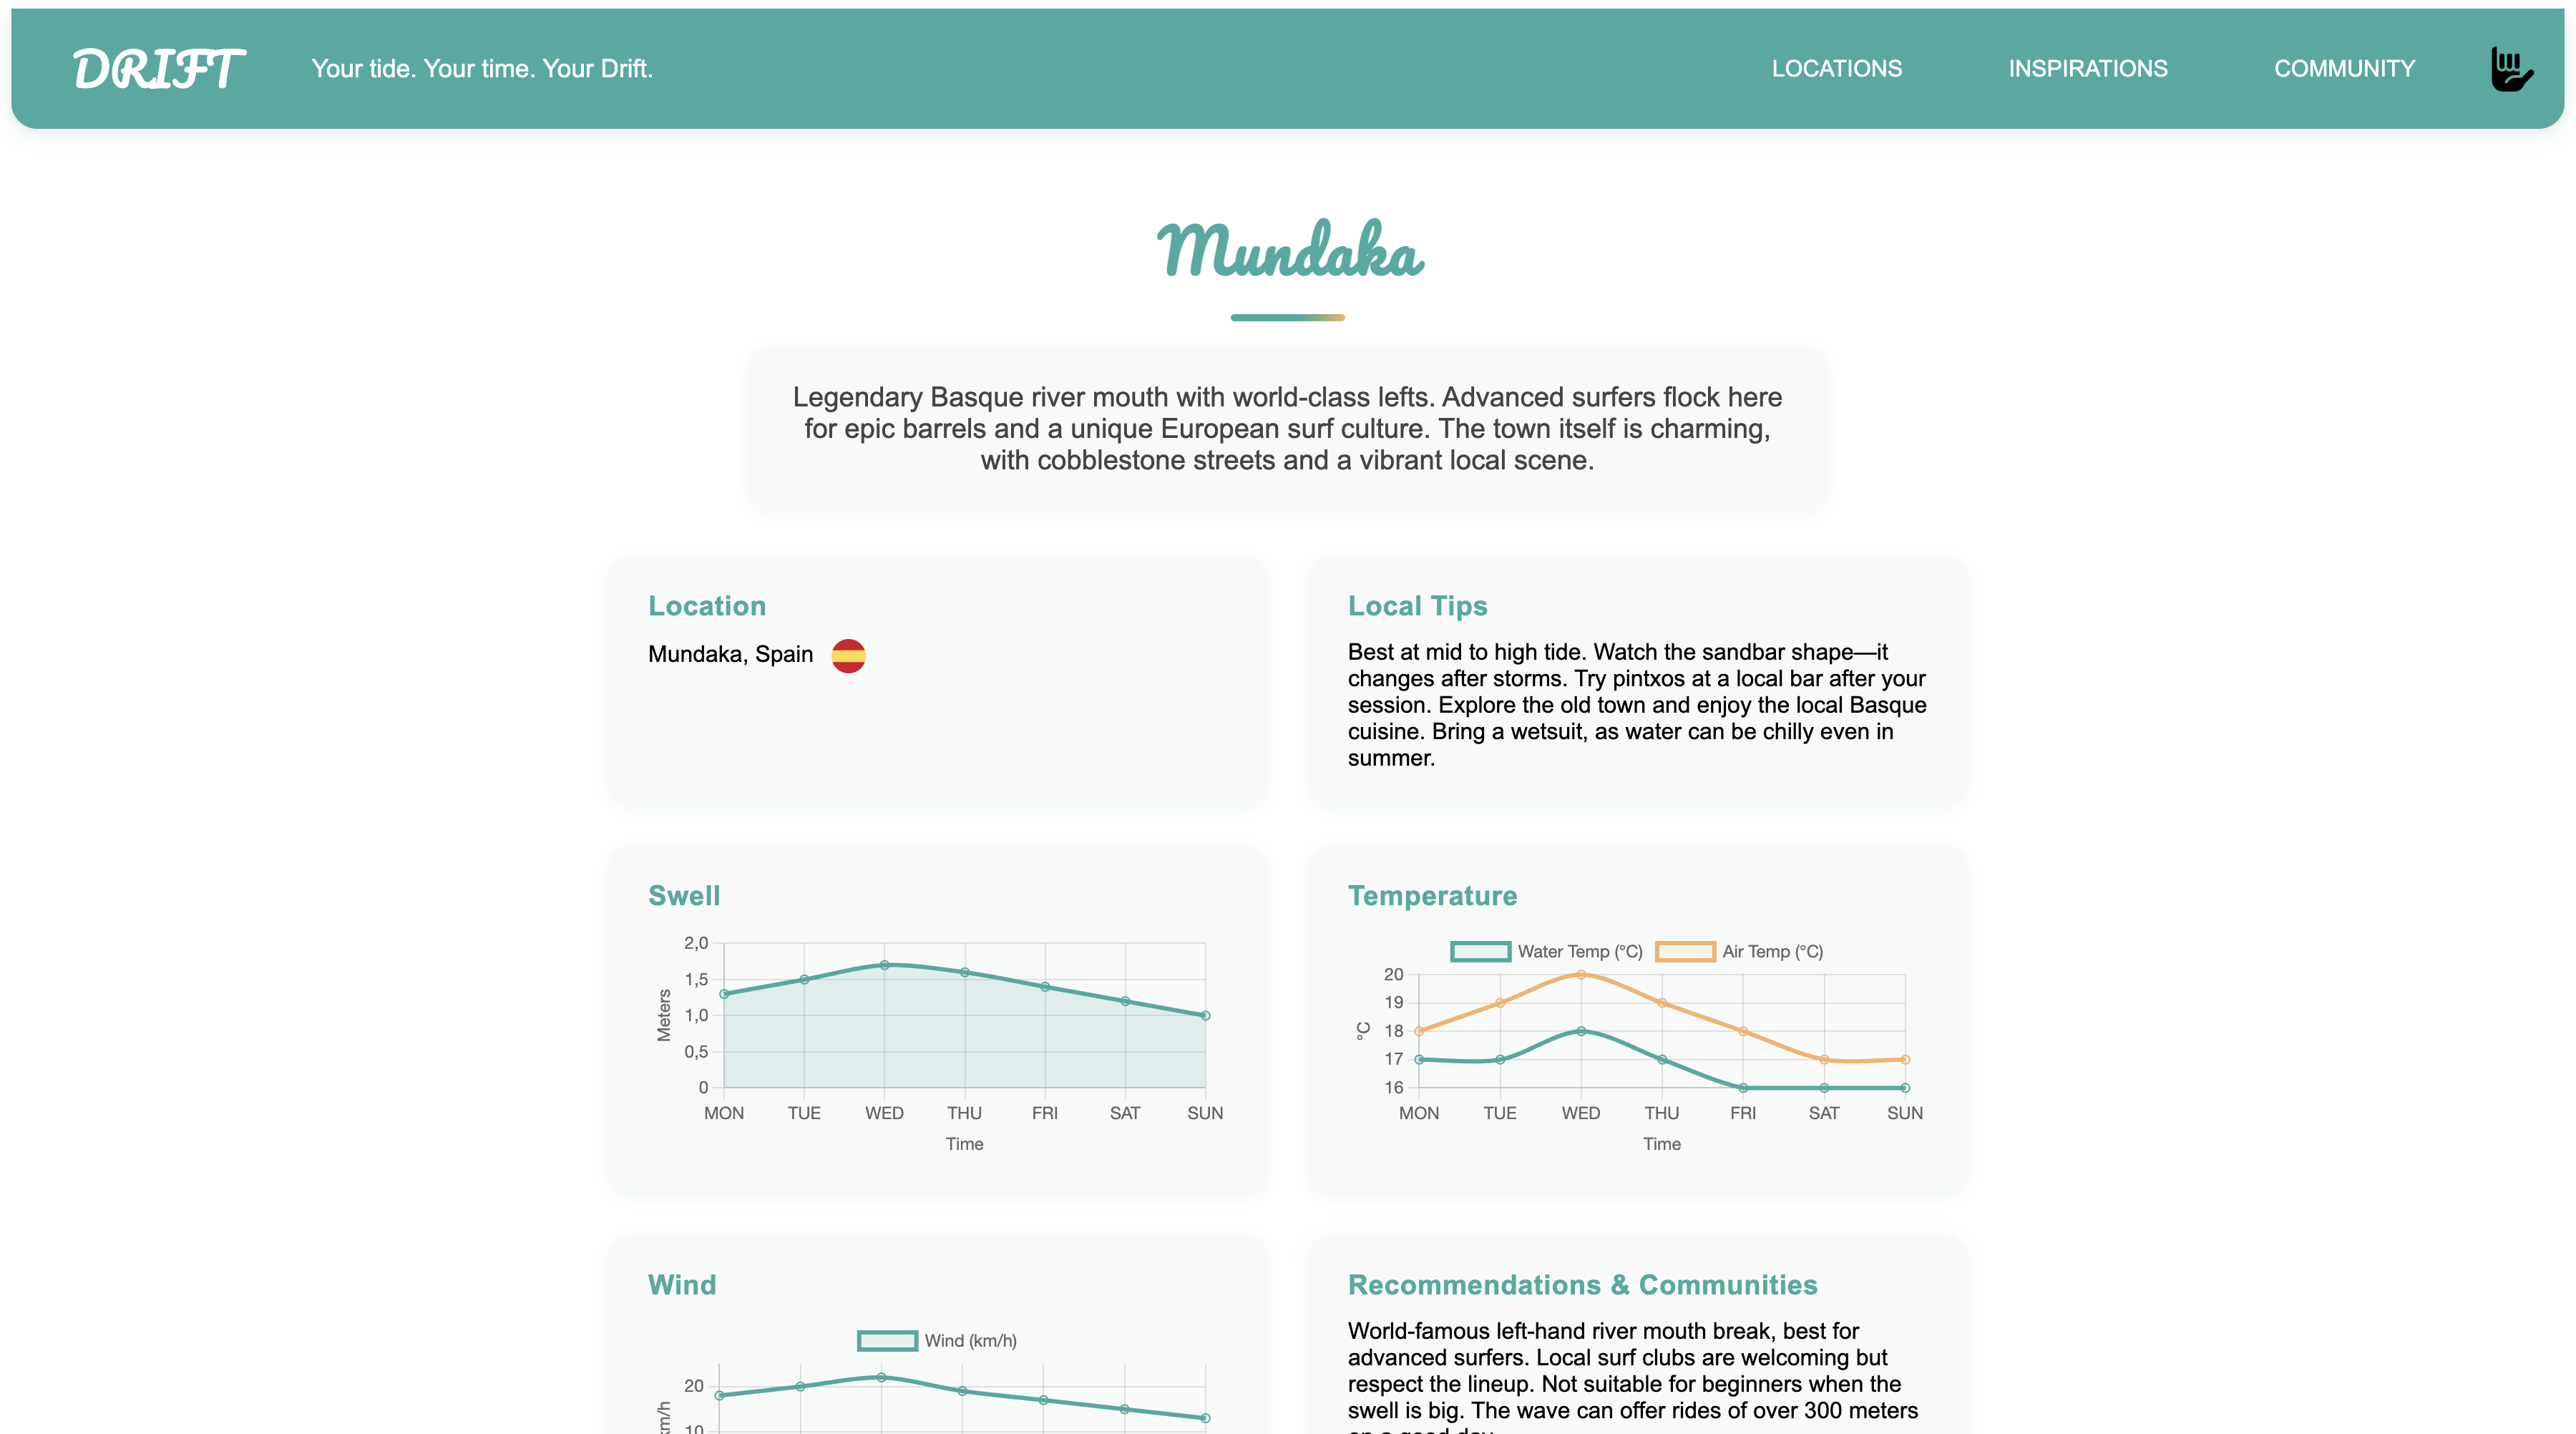 DRIFT
Your tide. Your time. Your Drift.
LOCATIONS
INSPIRATIONS
COMMUNITY
Mundaka
Legendary Basque river mouth with world-class lefts. Advanced surfers flock here
for epic barrels and a unique European surf culture. The town itself is charming,
with cobblestone streets and a vibrant local scene.
Location
Mundaka, Spain
Local Tips
Best at mid to high tide. Watch the sandbar shape—it
changes after storms. Try pintxos at a local bar after your
session. Explore the old town and enjoy the local Basque
cuisine. Bring a wetsuit, as water can be chilly even in
summer.
Swell
2,0
1,5
1,0
0,5
0
Meters
MON TUE WED THU FRI SAT SUN
Time
Temperature
Water Temp (°C) Air Temp (°C)
20
19
18
17
16
°C
MON TUE WED THU FRI SAT SUN
Time
Wind
Wind (km/h)
20
10
km/h
Recommendations & Communities
World-famous left-hand river mouth break, best for
advanced surfers. Local surf clubs are welcoming but
respect the lineup. Not suitable for beginners when the
swell is big. The wave can offer rides of over 300 meters
on a good day.